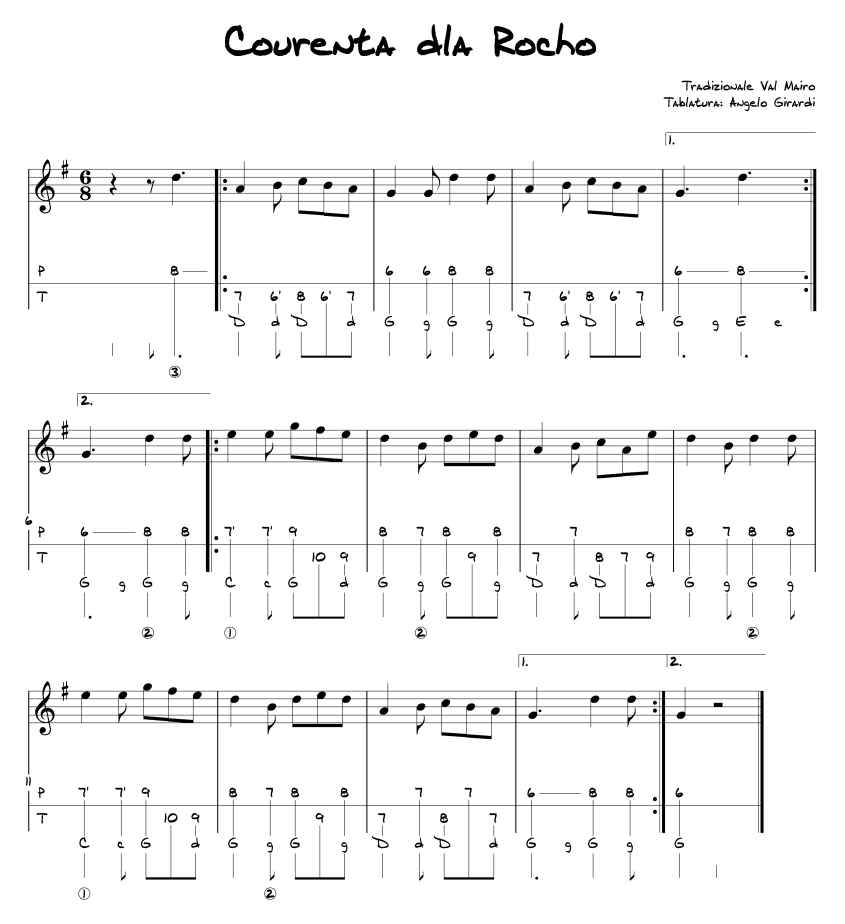 Courenta dla Rocho
Tradizionale Val Mairo
Tablatura: Angelo Girardi
1.
6
8
P 8 6 6 8 8 6 8
T 7 6' 8 6' 7 7 6' 8 6' 7
D d D d G g G g D d D d G g E e
③
2.
6
P 6 8 8 7' 7' 9 8 7 8 8 7 8 7 8 8
T 10 9 9 7 8 7 9
G g G g C c G d G g G g D d D d G g G g
② ① ② ②
1. 2.
11
P 7' 7' 9 8 7 8 8 7 7 6 8 8 6
T 10 9 9 7 8 7
C c G d G g G g D d D d G g G g G
① ②